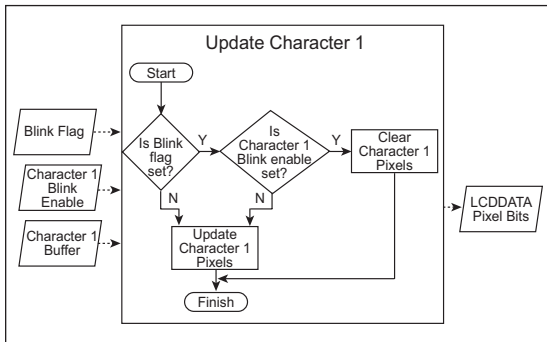 Update Character 1
Start
Blink Flag
Is Blink
flag
set?
Y
Is
Character 1
Blink enable
set?
Y
Clear
Character 1
Pixels
Character 1
Blink
Enable
N
N
LCDDATA
Pixel Bits
Character 1
Buffer
Update
Character 1
Pixels
Finish